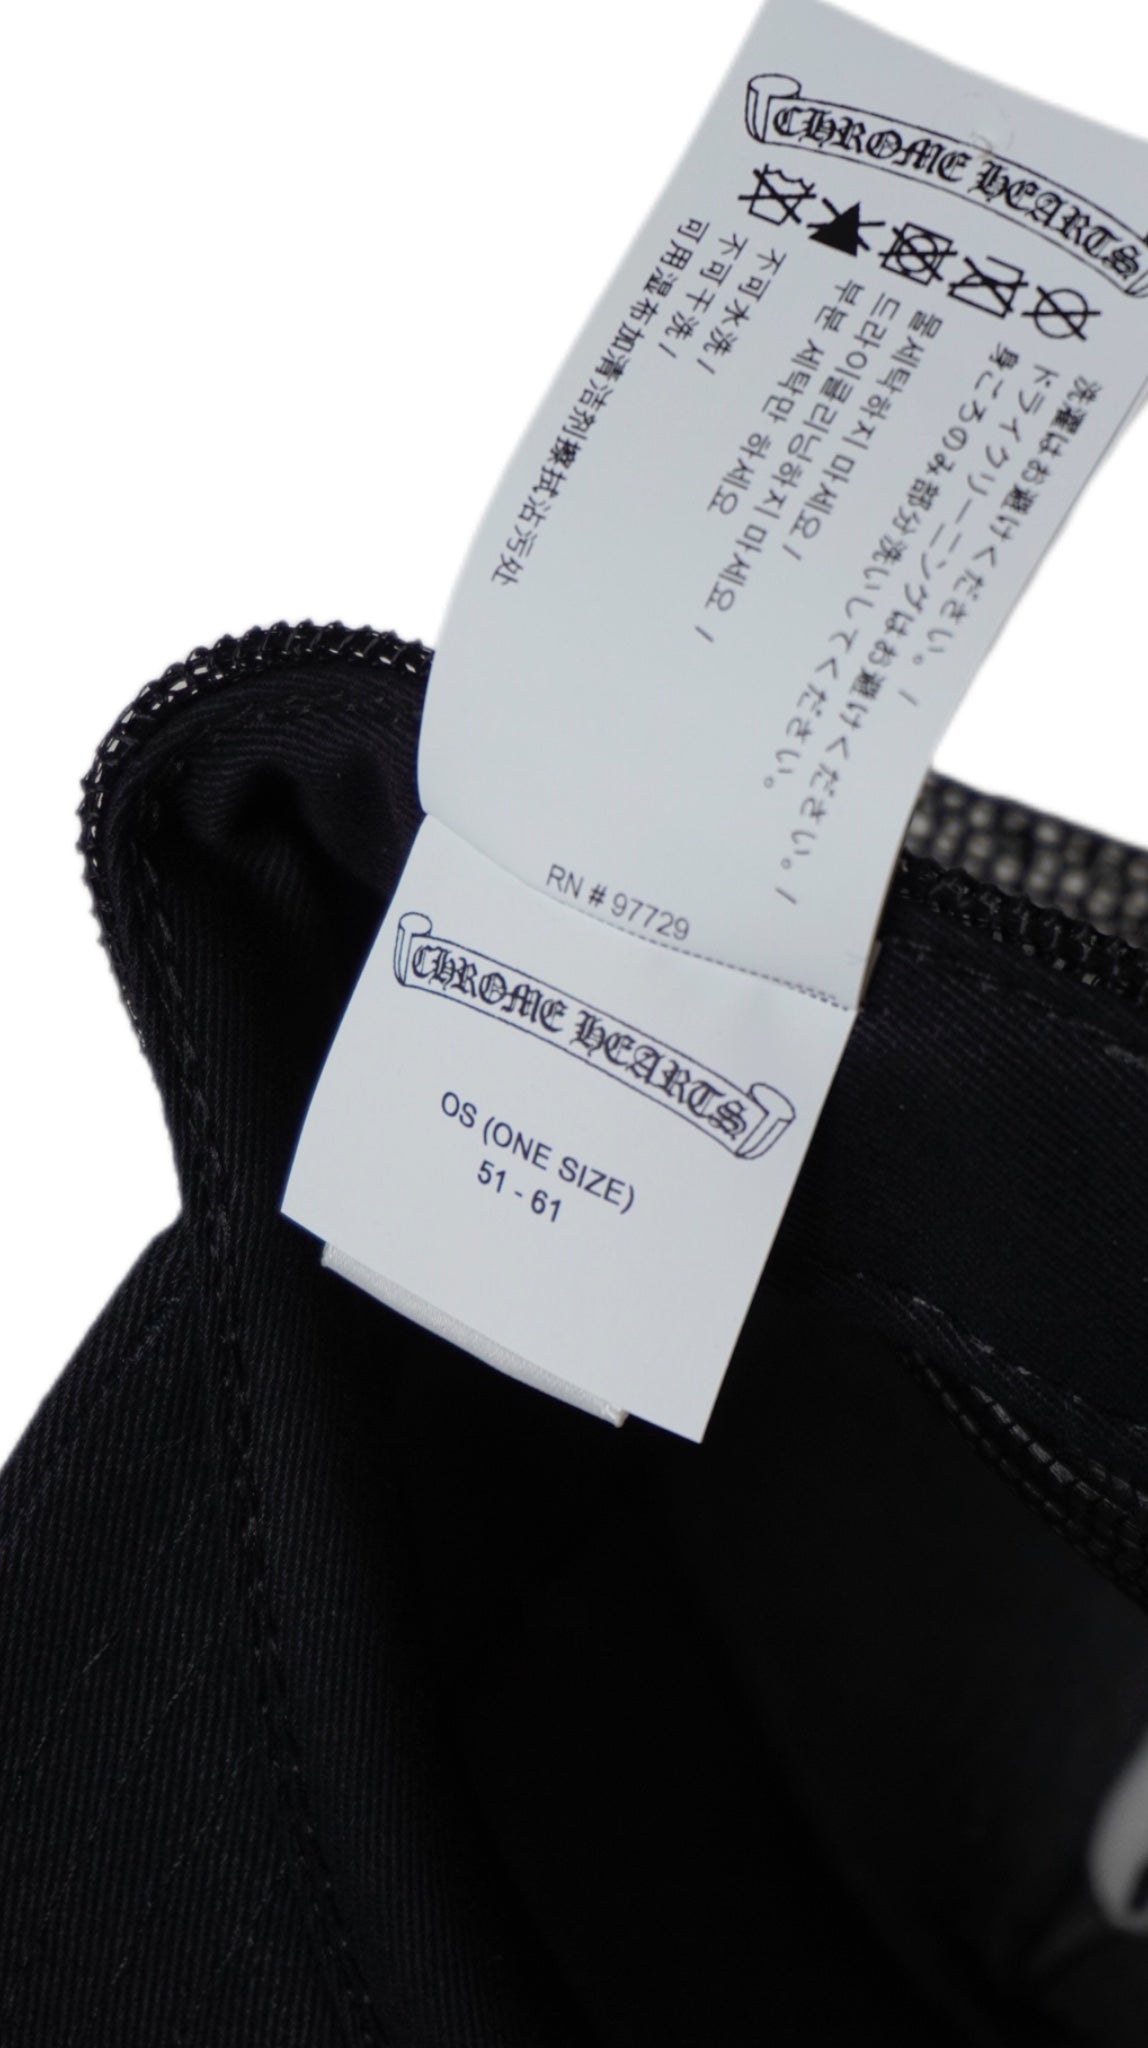 CHROME HEARTS
洗濯はお避けください。/
ドライクリーニングはお避けください。/
身ごろのみ部分洗いしてください。
물세탁하지 마세요 /
드라이클리닝하지 마세요 /
부분 세탁만 하세요
不可水洗 /
不可干洗 /
可用湿布加清洁剂擦拭沾污处
RN # 97729
CHROME HEARTS
OS (ONE SIZE)
51 - 61